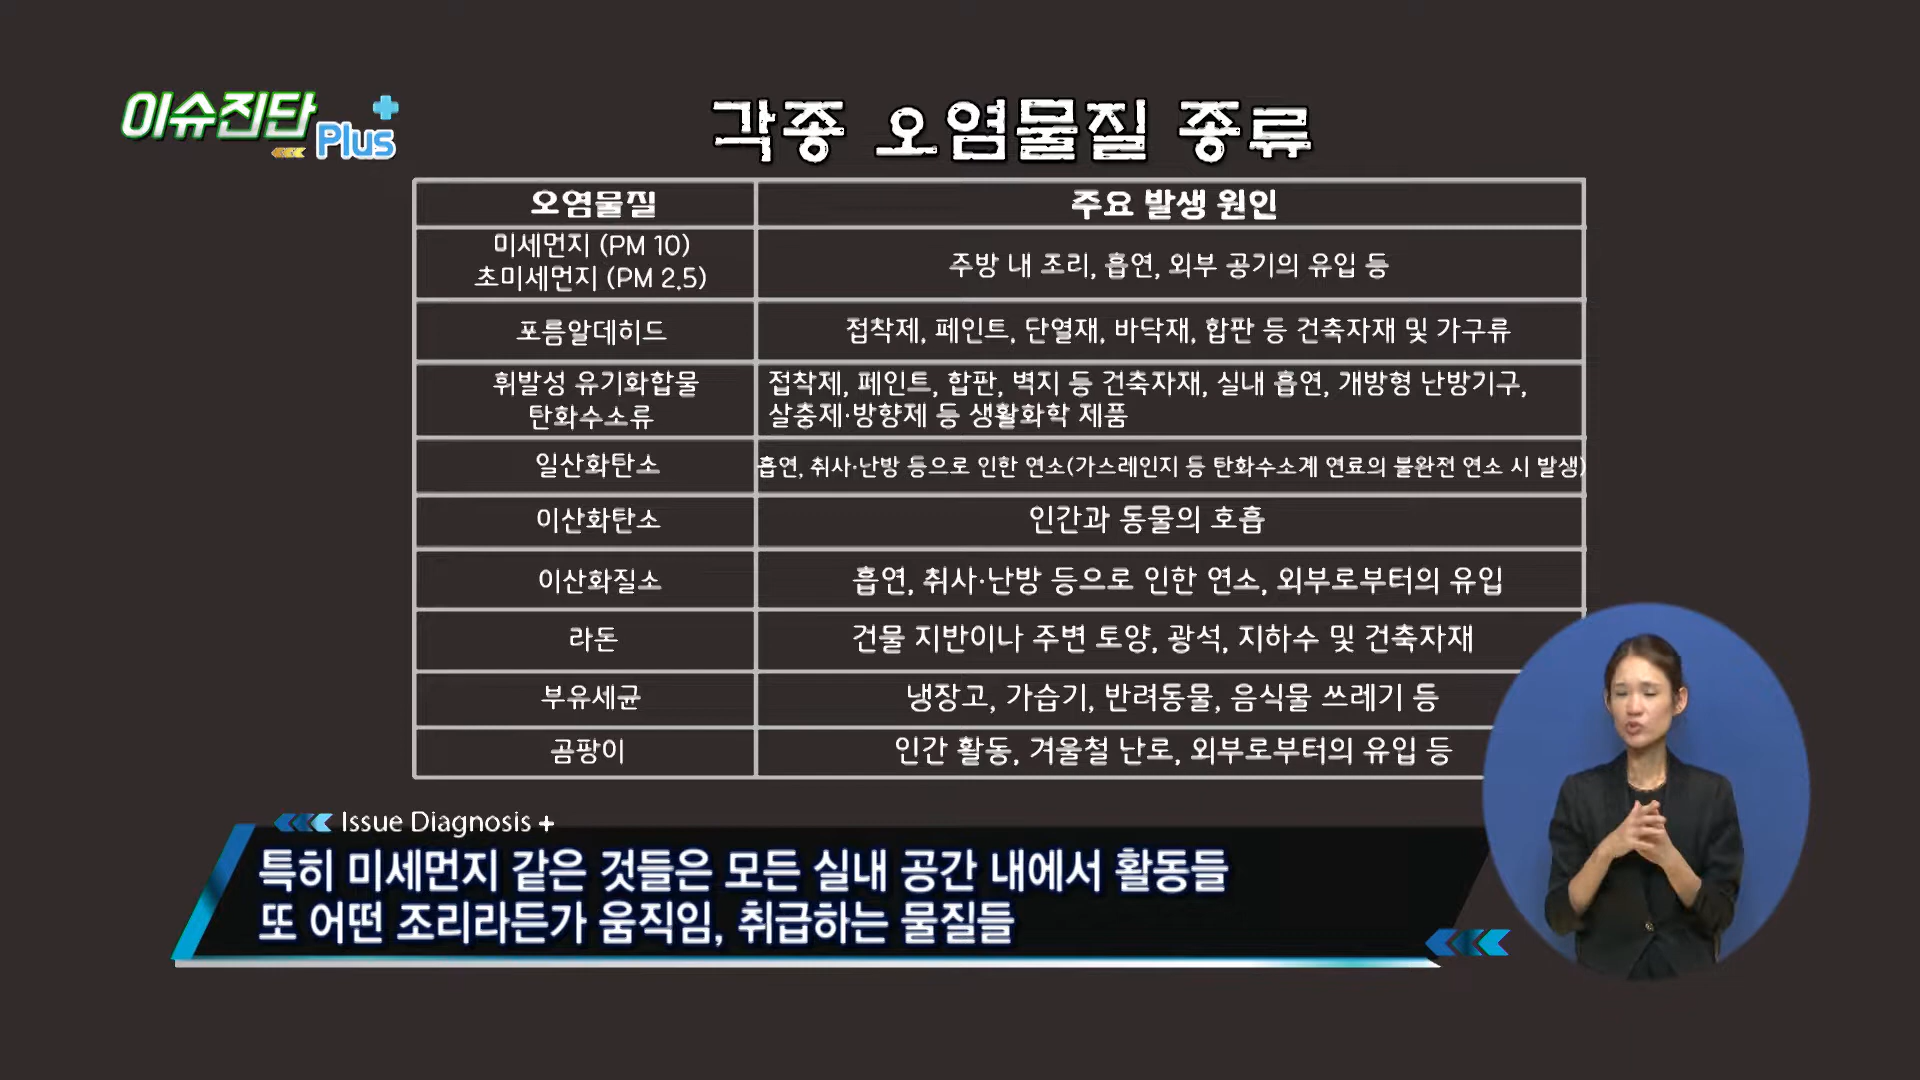 이슈진단
Plus
각종 오염물질 종류
오염물질
주요 발생 원인
미세먼지 (PM 10)
초미세먼지 (PM 2.5)
주방 내 조리, 흡연, 외부 공기의 유입 등
포름알데히드
접착제, 페인트, 단열재, 바닥재, 합판 등 건축자재 및 가구류
휘발성 유기화합물
탄화수소류
접착제, 페인트, 합판, 벽지 등 건축자재, 실내 흡연, 개방형 난방기구,
살충제·방향제 등 생활화학 제품
일산화탄소
흡연, 취사·난방 등으로 인한 연소(가스레인지 등 탄화수소계 연료의 불완전 연소 시 발생)
이산화탄소
인간과 동물의 호흡
이산화질소
흡연, 취사·난방 등으로 인한 연소, 외부로부터의 유입
라돈
건물 지반이나 주변 토양, 광석, 지하수 및 건축자재
부유세균
냉장고, 가습기, 반려동물, 음식물 쓰레기 등
곰팡이
인간 활동, 겨울철 난로, 외부로부터의 유입 등
Issue Diagnosis +
특히 미세먼지 같은 것들은 모든 실내 공간 내에서 활동들
또 어떤 조리라든가 움직임, 취급하는 물질들